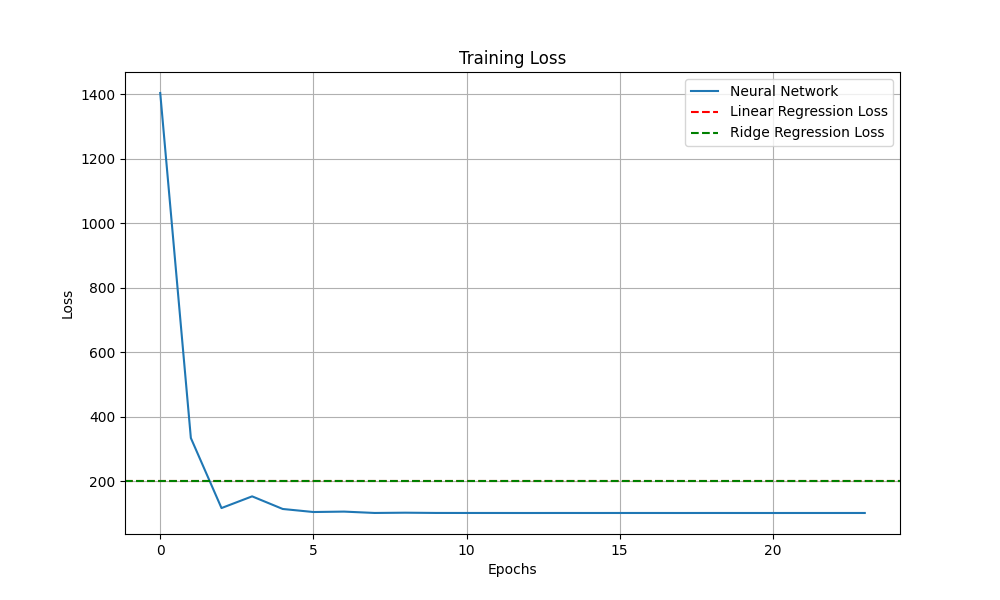 Training Loss
Neural Network
Linear Regression Loss
Ridge Regression Loss
Loss
1400
1200
1000
800
600
400
200
0 5 10 15 20
Epochs